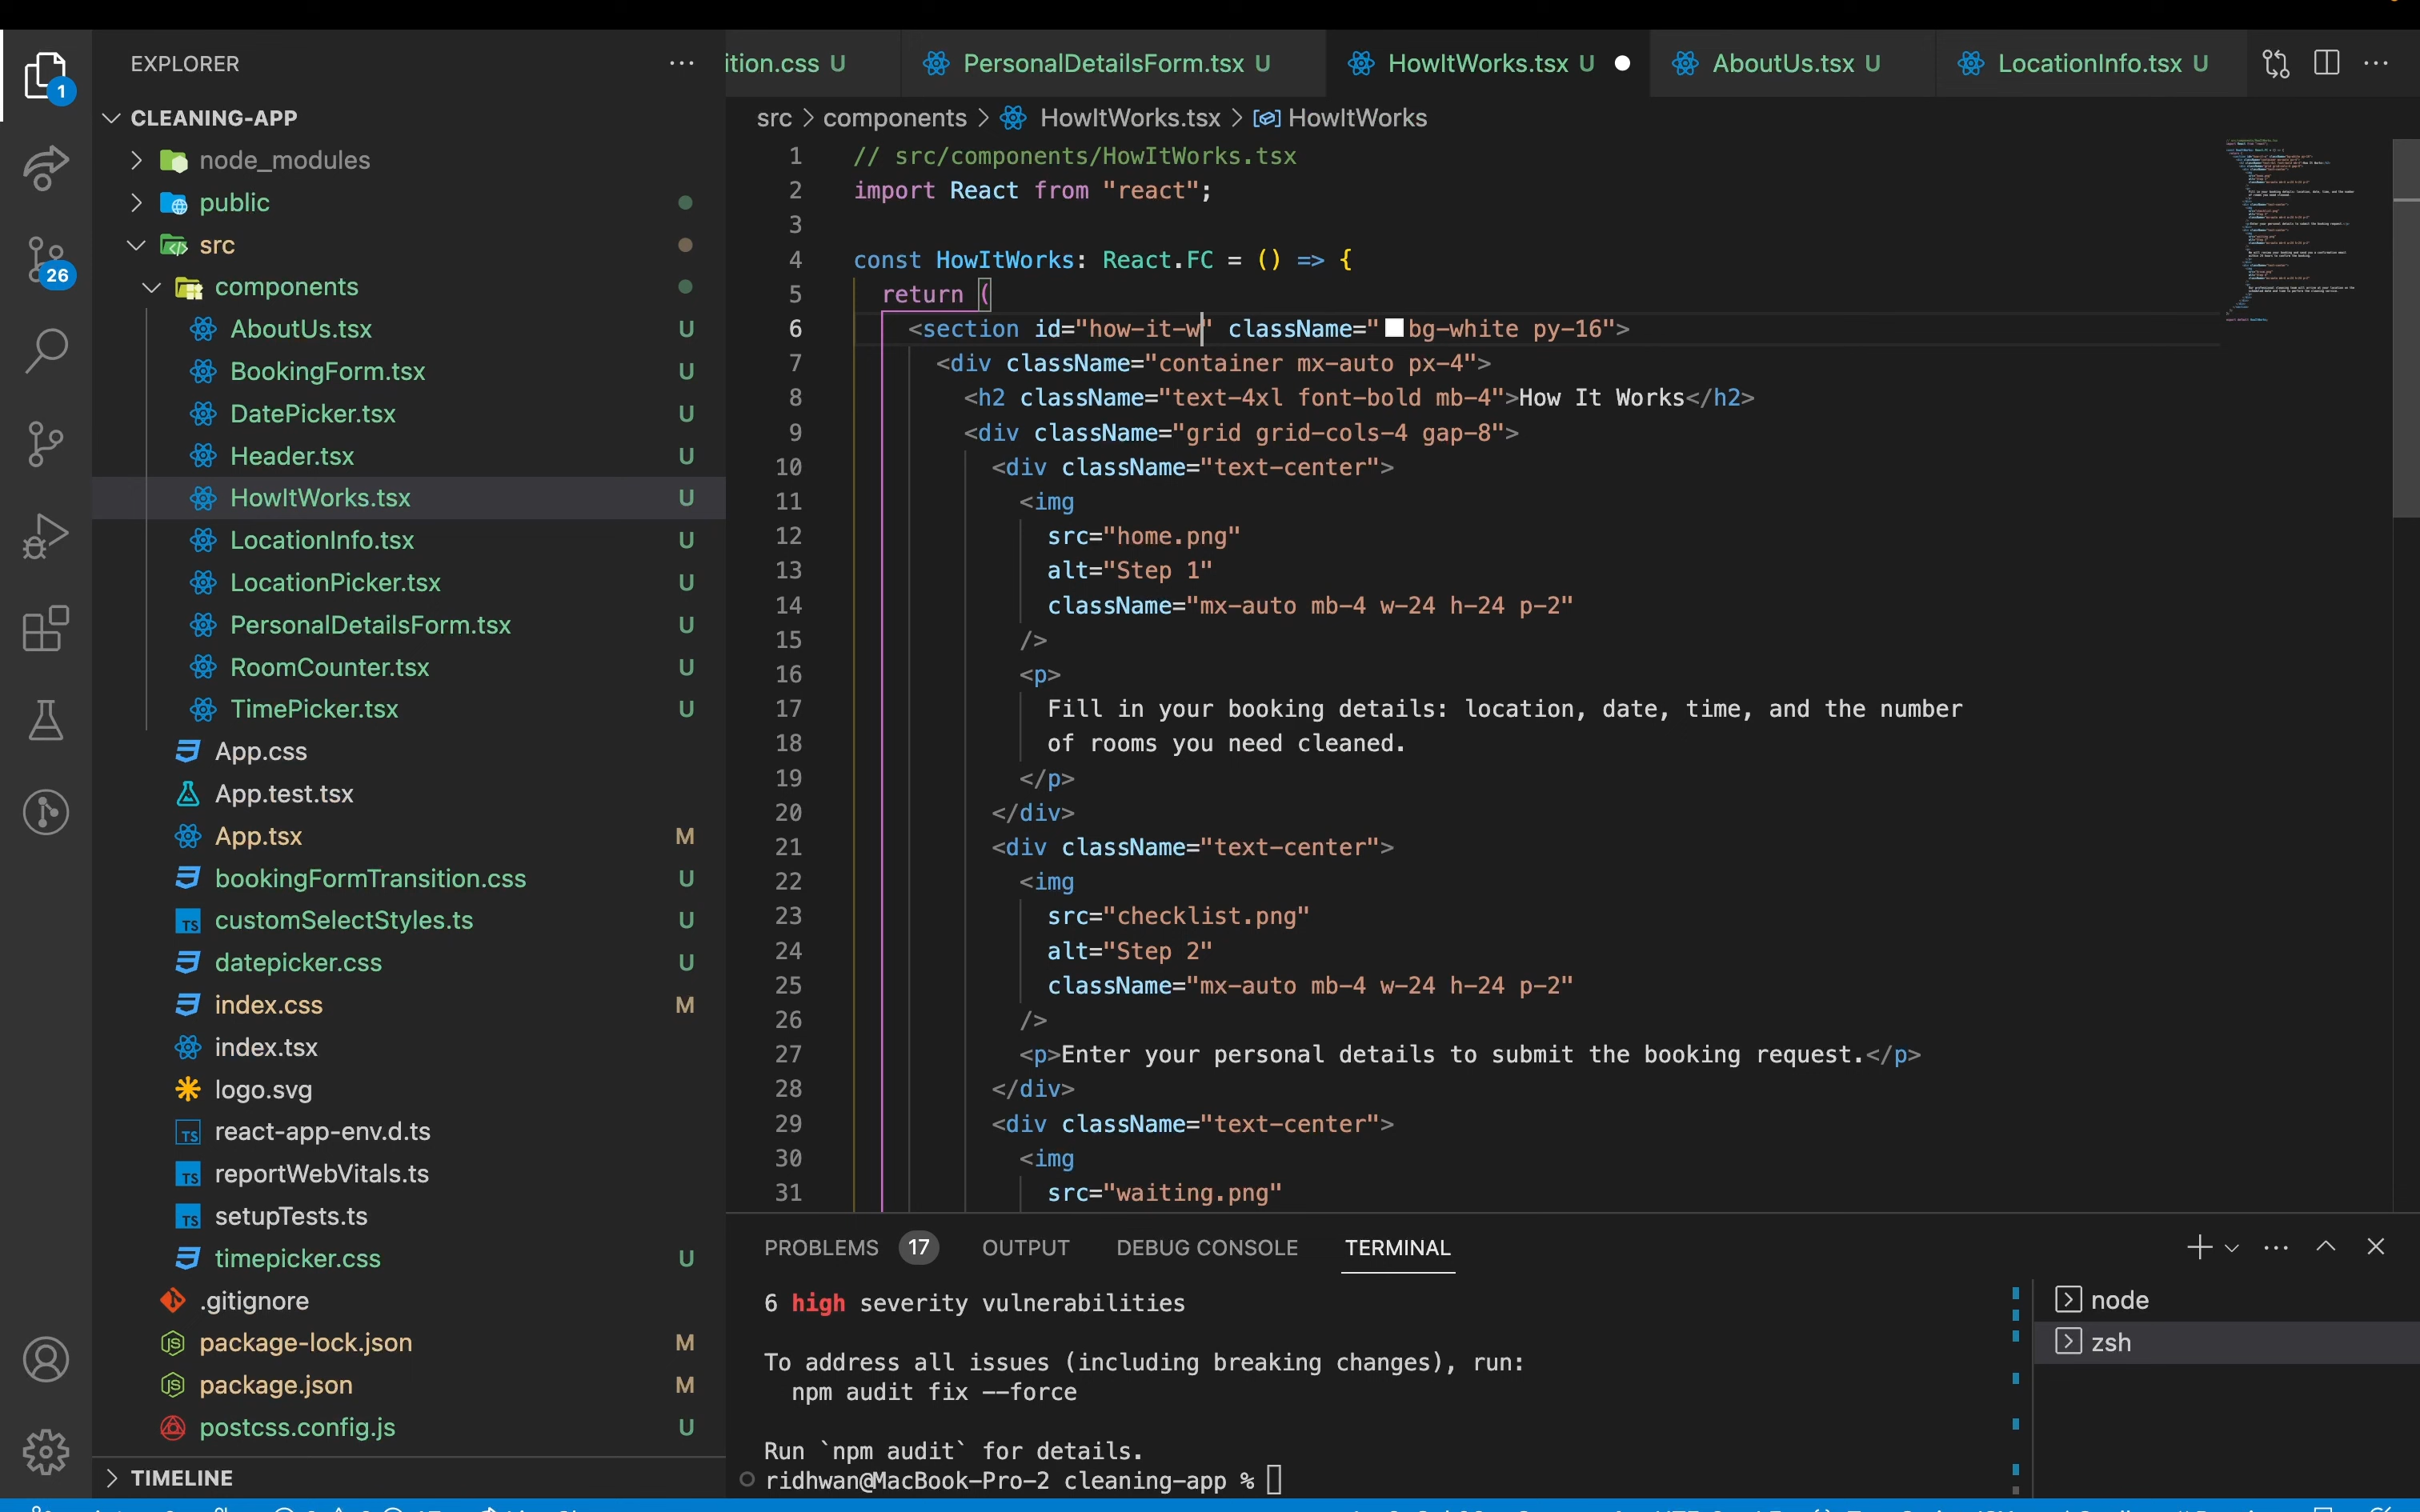 EXPLORER
CLEANING-APP
node_modules
public
src
components
AboutUs.tsx U
BookingForm.tsx U
DatePicker.tsx U
Header.tsx U
HowItWorks.tsx U
LocationInfo.tsx U
LocationPicker.tsx U
PersonalDetailsForm.tsx U
RoomCounter.tsx U
TimePicker.tsx U
App.css
App.test.tsx
App.tsx M
bookingFormTransition.css U
customSelectStyles.ts U
datepicker.css U
index.css M
index.tsx
logo.svg
react-app-env.d.ts
reportWebVitals.ts
setupTests.ts
timepicker.css U
.gitignore
package-lock.json M
package.json M
postcss.config.js U
TIMELINE
1
26
ition.css U PersonalDetailsForm.tsx U HowItWorks.tsx U AboutUs.tsx U LocationInfo.tsx U
src > components > HowItWorks.tsx > HowItWorks
1 // src/components/HowItWorks.tsx
2 import React from "react";
3
4 const HowItWorks: React.FC = () => {
5 return (
6 <section id="how-it-w" className="bg-white py-16">
7 <div className="container mx-auto px-4">
8 <h2 className="text-4xl font-bold mb-4">How It Works</h2>
9 <div className="grid grid-cols-4 gap-8">
10 <div className="text-center">
11 <img
12 src="home.png"
13 alt="Step 1"
14 className="mx-auto mb-4 w-24 h-24 p-2"
15 />
16 <p>
17 Fill in your booking details: location, date, time, and the number
18 of rooms you need cleaned.
19 </p>
20 </div>
21 <div className="text-center">
22 <img
23 src="checklist.png"
24 alt="Step 2"
25 className="mx-auto mb-4 w-24 h-24 p-2"
26 />
27 <p>Enter your personal details to submit the booking request.</p>
28 </div>
29 <div className="text-center">
30 <img
31 src="waiting.png"
PROBLEMS 17 OUTPUT DEBUG CONSOLE TERMINAL
6 high severity vulnerabilities
To address all issues (including breaking changes), run:
npm audit fix --force
Run `npm audit` for details.
ridhwan@MacBook-Pro-2 cleaning-app %
node
zsh